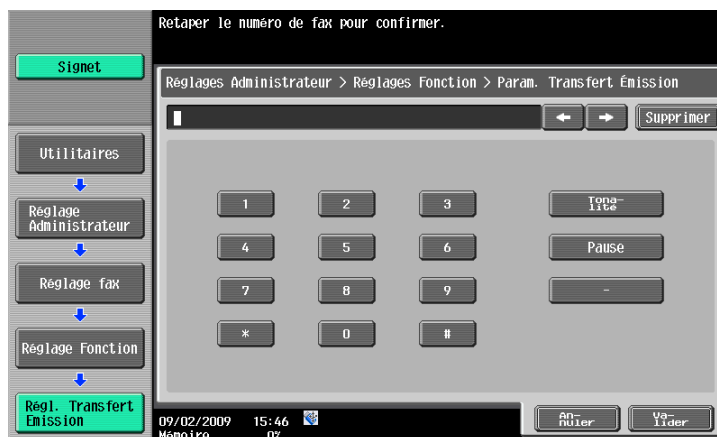 Retaper le numéro de fax pour confirmer.
Signet
Réglages Administrateur > Réglages Fonction > Param. Transfert Émission
← → Supprimer
Utilitaires
Réglage
Administrateur
Réglage fax
Réglage Fonction
Régl. Transfert
Emission
1 2 3 Tona-
lité
4 5 6 Pause
7 8 9 -
* 0 #
09/02/2009 15:46
Mémoire 0%
An-
nuler
Va-
lider